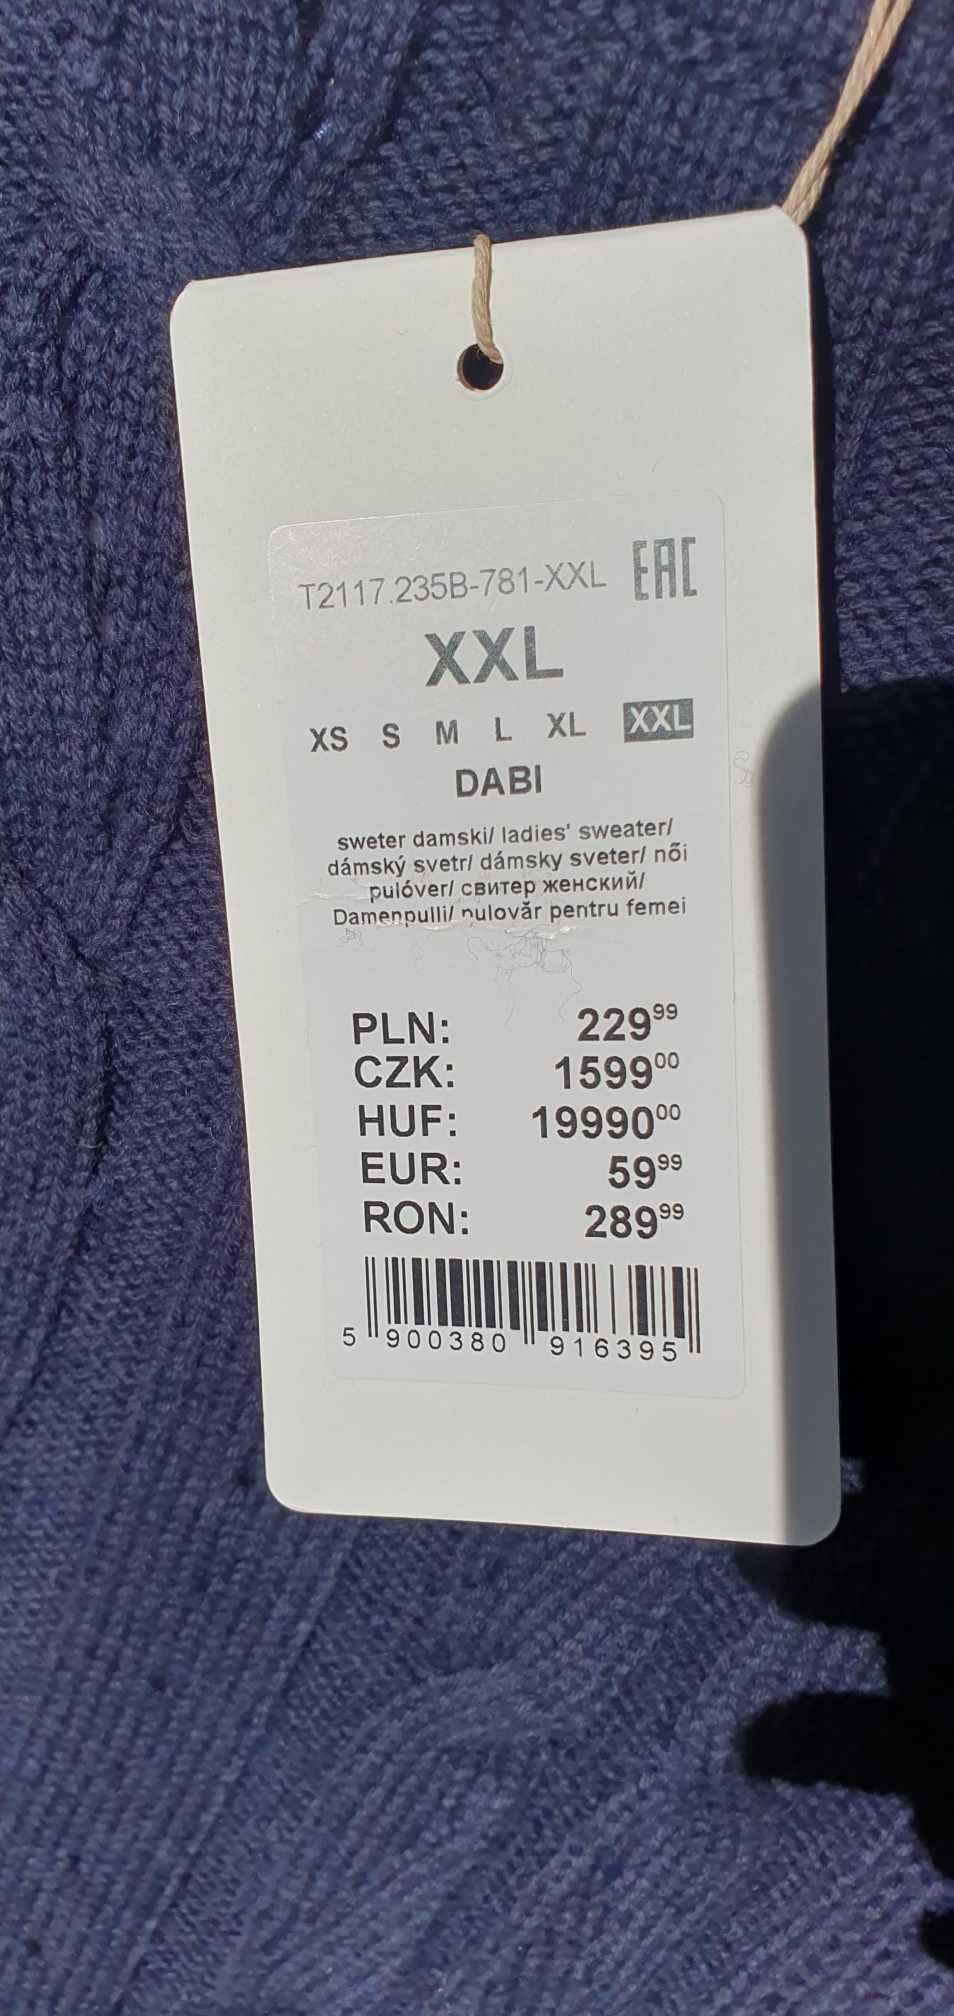 T2117.235B-781-XXL EAC
XXL
XS S M L XL XXL
DABI
sweter damski/ ladies' sweater/
dámský svetr/ dámsky sveter/ női
pulóver/ свитер женский/
Damenpulli/ pulovăr pentru femei
PLN: 229⁹⁹
CZK: 1599⁰⁰
HUF: 19990⁰⁰
EUR: 59⁹⁹
RON: 289⁹⁹
5 900380 916395